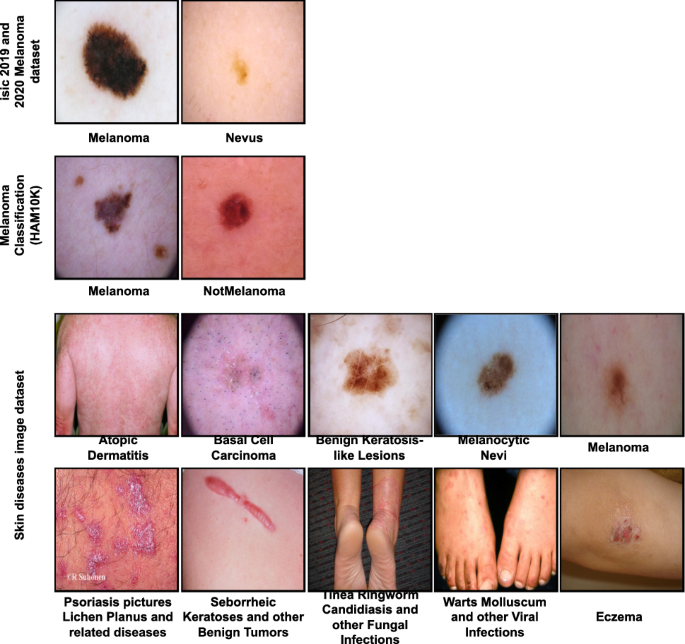 isic 2019 and
2020 Melanoma
dataset
Melanoma
Nevus
Melanoma
Classification
(HAM10K)
Melanoma
NotMelanoma
Skin diseases image dataset
Atopic
Dermatitis
Basal Cell
Carcinoma
Benign Keratosis-
like Lesions
Melanocytic
Nevi
Melanoma
Psoriasis pictures
Lichen Planus and
related diseases
Seborrheic
Keratoses and other
Benign Tumors
Tinea Ringworm
Candidiasis and
other Fungal
Infections
Warts Molluscum
and other Viral
Infections
Eczema